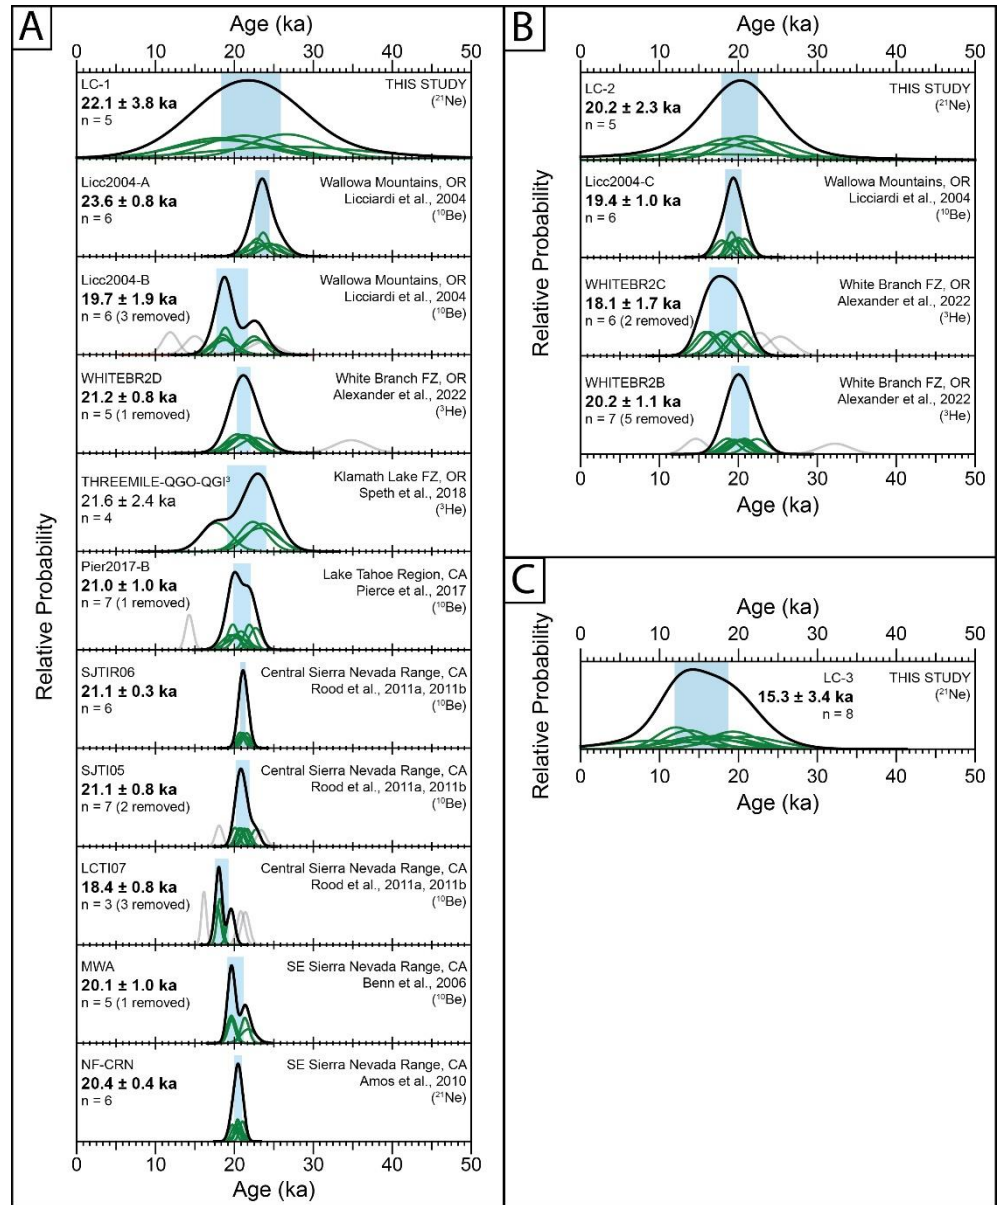 A
Age (ka)
0 10 20 30 40 50
LC-1
22.1 ± 3.8 ka
n = 5
THIS STUDY
(²¹Ne)
Licc2004-A
23.6 ± 0.8 ka
n = 6
Wallowa Mountains, OR
Licciardi et al., 2004
(¹⁰Be)
Licc2004-B
19.7 ± 1.9 ka
n = 6 (3 removed)
Wallowa Mountains, OR
Licciardi et al., 2004
(¹⁰Be)
WHITEBR2D
21.2 ± 0.8 ka
n = 5 (1 removed)
White Branch FZ, OR
Alexander et al., 2022
(³He)
THREEMILE-QGO-QGI³
21.6 ± 2.4 ka
n = 4
Klamath Lake FZ, OR
Speth et al., 2018
(³He)
Pier2017-B
21.0 ± 1.0 ka
n = 7 (1 removed)
Lake Tahoe Region, CA
Pierce et al., 2017
(¹⁰Be)
SJTIR06
21.1 ± 0.3 ka
n = 6
Central Sierra Nevada Range, CA
Rood et al., 2011a, 2011b
(¹⁰Be)
SJTI05
21.1 ± 0.8 ka
n = 7 (2 removed)
Central Sierra Nevada Range, CA
Rood et al., 2011a, 2011b
(¹⁰Be)
LCTI07
18.4 ± 0.8 ka
n = 3 (3 removed)
Central Sierra Nevada Range, CA
Rood et al., 2011a, 2011b
(¹⁰Be)
MWA
20.1 ± 1.0 ka
n = 5 (1 removed)
SE Sierra Nevada Range, CA
Benn et al., 2006
(¹⁰Be)
NF-CRN
20.4 ± 0.4 ka
n = 6
SE Sierra Nevada Range, CA
Amos et al., 2010
(²¹Ne)
0 10 20 30 40 50
Age (ka)
Relative Probability
B
Age (ka)
0 10 20 30 40 50
LC-2
20.2 ± 2.3 ka
n = 5
THIS STUDY
(²¹Ne)
Licc2004-C
19.4 ± 1.0 ka
n = 6
Wallowa Mountains, OR
Licciardi et al., 2004
(¹⁰Be)
WHITEBR2C
18.1 ± 1.7 ka
n = 6 (2 removed)
White Branch FZ, OR
Alexander et al., 2022
(³He)
WHITEBR2B
20.2 ± 1.1 ka
n = 7 (5 removed)
White Branch FZ, OR
Alexander et al., 2022
(³He)
0 10 20 30 40 50
Age (ka)
Relative Probability
C
Age (ka)
0 10 20 30 40 50
LC-3
15.3 ± 3.4 ka
n = 8
THIS STUDY
(²¹Ne)
0 10 20 30 40 50
Age (ka)
Relative Probability